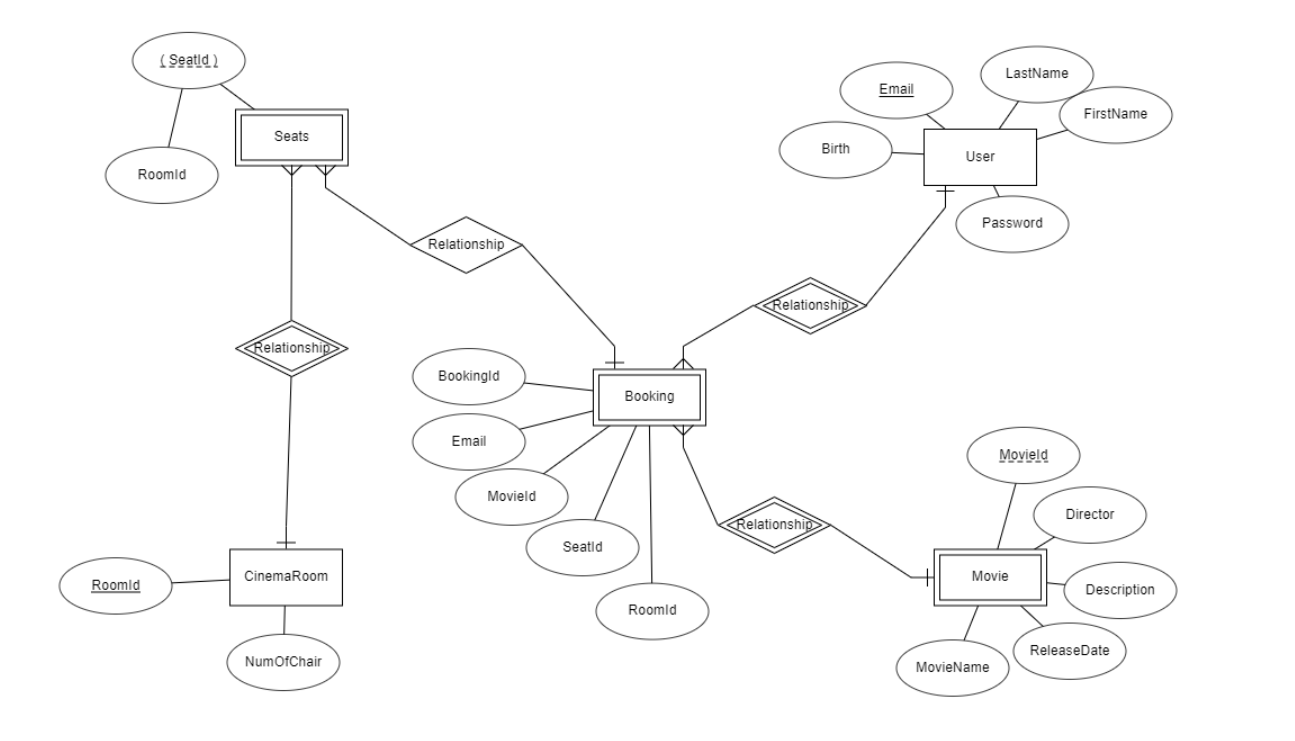 ( SeatId )
Seats
RoomId
Email
LastName
FirstName
Birth
User
Password
Relationship
Relationship
Relationship
BookingId
Booking
Email
MovieId
SeatId
RoomId
Relationship
MovieId
Director
Movie
Description
ReleaseDate
MovieName
CinemaRoom
RoomId
NumOfChair